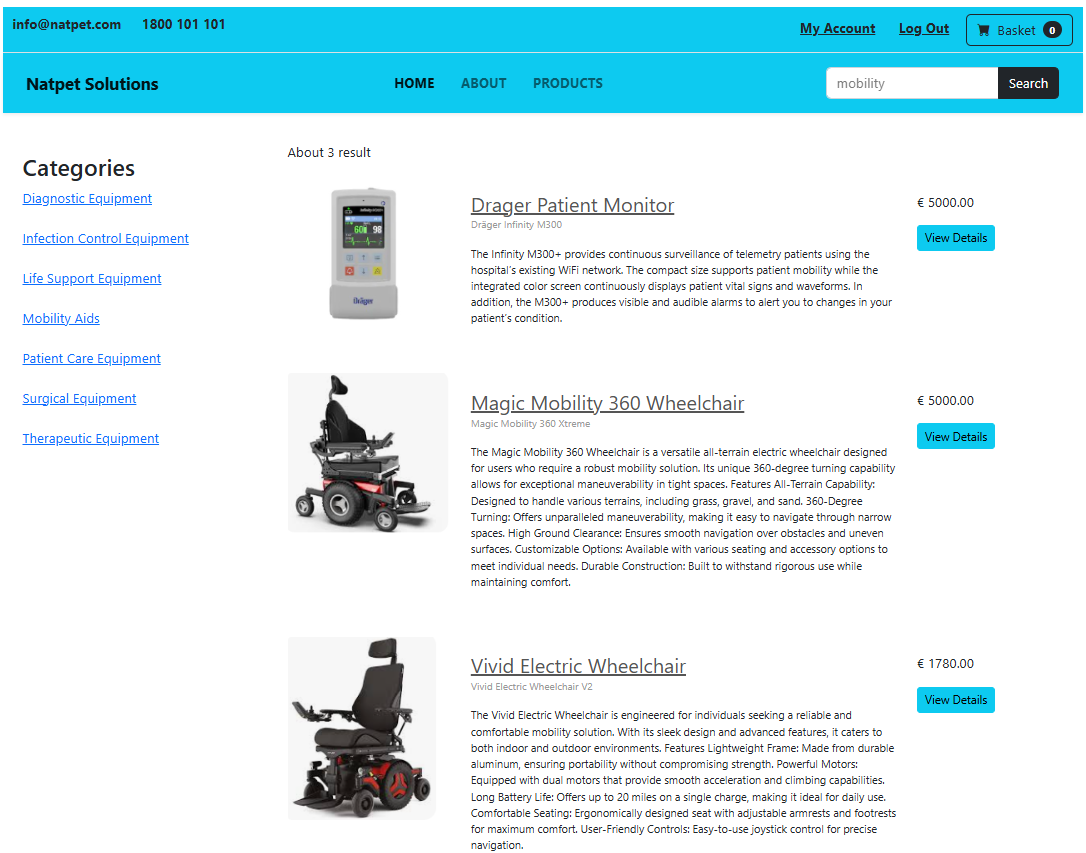 info@natpet.com 1800 101 101
My Account Log Out Basket 0
Natpet Solutions HOME ABOUT PRODUCTS mobility Search
Categories
Diagnostic Equipment
Infection Control Equipment
Life Support Equipment
Mobility Aids
Patient Care Equipment
Surgical Equipment
Therapeutic Equipment
About 3 result
60 98
Dräger
Drager Patient Monitor
Dräger Infinity M300
The Infinity M300+ provides continuous surveillance of telemetry patients using the
hospital's existing WiFi network. The compact size supports patient mobility while the
integrated color screen continuously displays patient vital signs and waveforms. In
addition, the M300+ produces visible and audible alarms to alert you to changes in your
patient's condition.
€ 5000.00
View Details
Magic Mobility 360 Wheelchair
Magic Mobility 360 Xtreme
The Magic Mobility 360 Wheelchair is a versatile all-terrain electric wheelchair designed
for users who require a robust mobility solution. Its unique 360-degree turning capability
allows for exceptional maneuverability in tight spaces. Features All-Terrain Capability:
Designed to handle various terrains, including grass, gravel, and sand. 360-Degree
Turning: Offers unparalleled maneuverability, making it easy to navigate through narrow
spaces. High Ground Clearance: Ensures smooth navigation over obstacles and uneven
surfaces. Customizable Options: Available with various seating and accessory options to
meet individual needs. Durable Construction: Built to withstand rigorous use while
maintaining comfort.
€ 5000.00
View Details
Vivid Electric Wheelchair
Vivid Electric Wheelchair V2
The Vivid Electric Wheelchair is engineered for individuals seeking a reliable and
comfortable mobility solution. With its sleek design and advanced features, it caters to
both indoor and outdoor environments. Features Lightweight Frame: Made from durable
aluminum, ensuring portability without compromising strength. Powerful Motors:
Equipped with dual motors that provide smooth acceleration and climbing capabilities.
Long Battery Life: Offers up to 20 miles on a single charge, making it ideal for daily use.
Comfortable Seating: Ergonomically designed seat with adjustable armrests and footrests
for maximum comfort. User-Friendly Controls: Easy-to-use joystick control for precise
navigation.
€ 1780.00
View Details